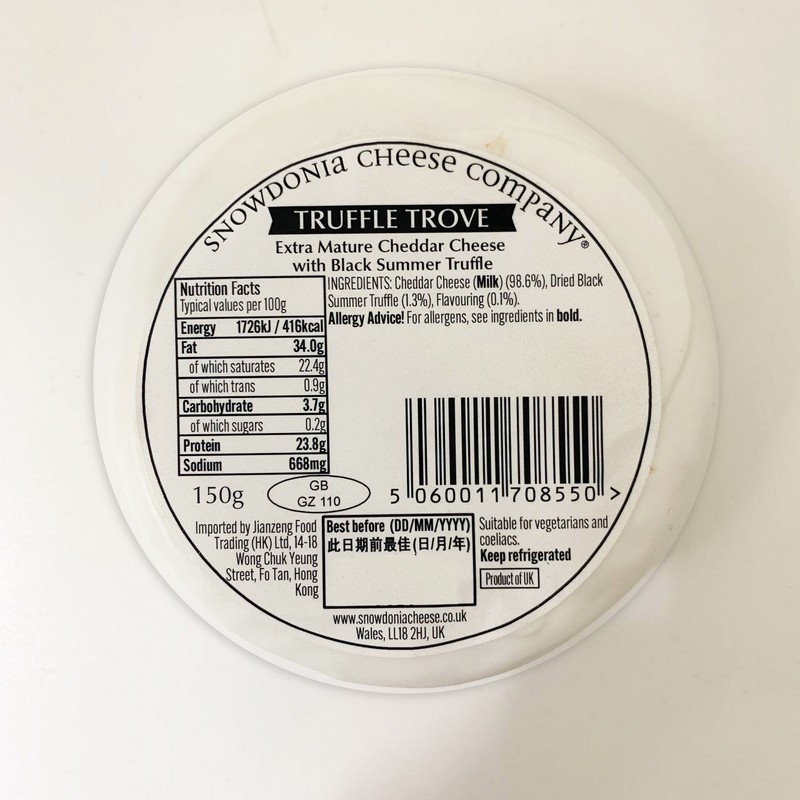 SNOWDONIA CHEESE COMPANY®
TRUFFLE TROVE
Extra Mature Cheddar Cheese
with Black Summer Truffle
Nutrition Facts
Typical values per 100g
Energy 1726kJ / 416kcal
Fat 34.0g
of which saturates 22.4g
of which trans 0.9g
Carbohydrate 3.7g
of which sugars 0.2g
Protein 23.8g
Sodium 668mg
INGREDIENTS: Cheddar Cheese (Milk) (98.6%), Dried Black
Summer Truffle (1.3%), Flavouring (0.1%).
Allergy Advice! For allergens, see ingredients in bold.
150g
GB
GZ 110
5 060011 708550 >
Imported by Jianzeng Food
Trading (HK) Ltd, 14-18
Wong Chuk Yeung
Street, Fo Tan, Hong
Kong
Best before (DD/MM/YYYY)
此日期前最佳(日/月/年)
Suitable for vegetarians and
coeliacs.
Keep refrigerated
Product of UK
www.snowdoniacheese.co.uk
Wales, LL18 2HJ, UK